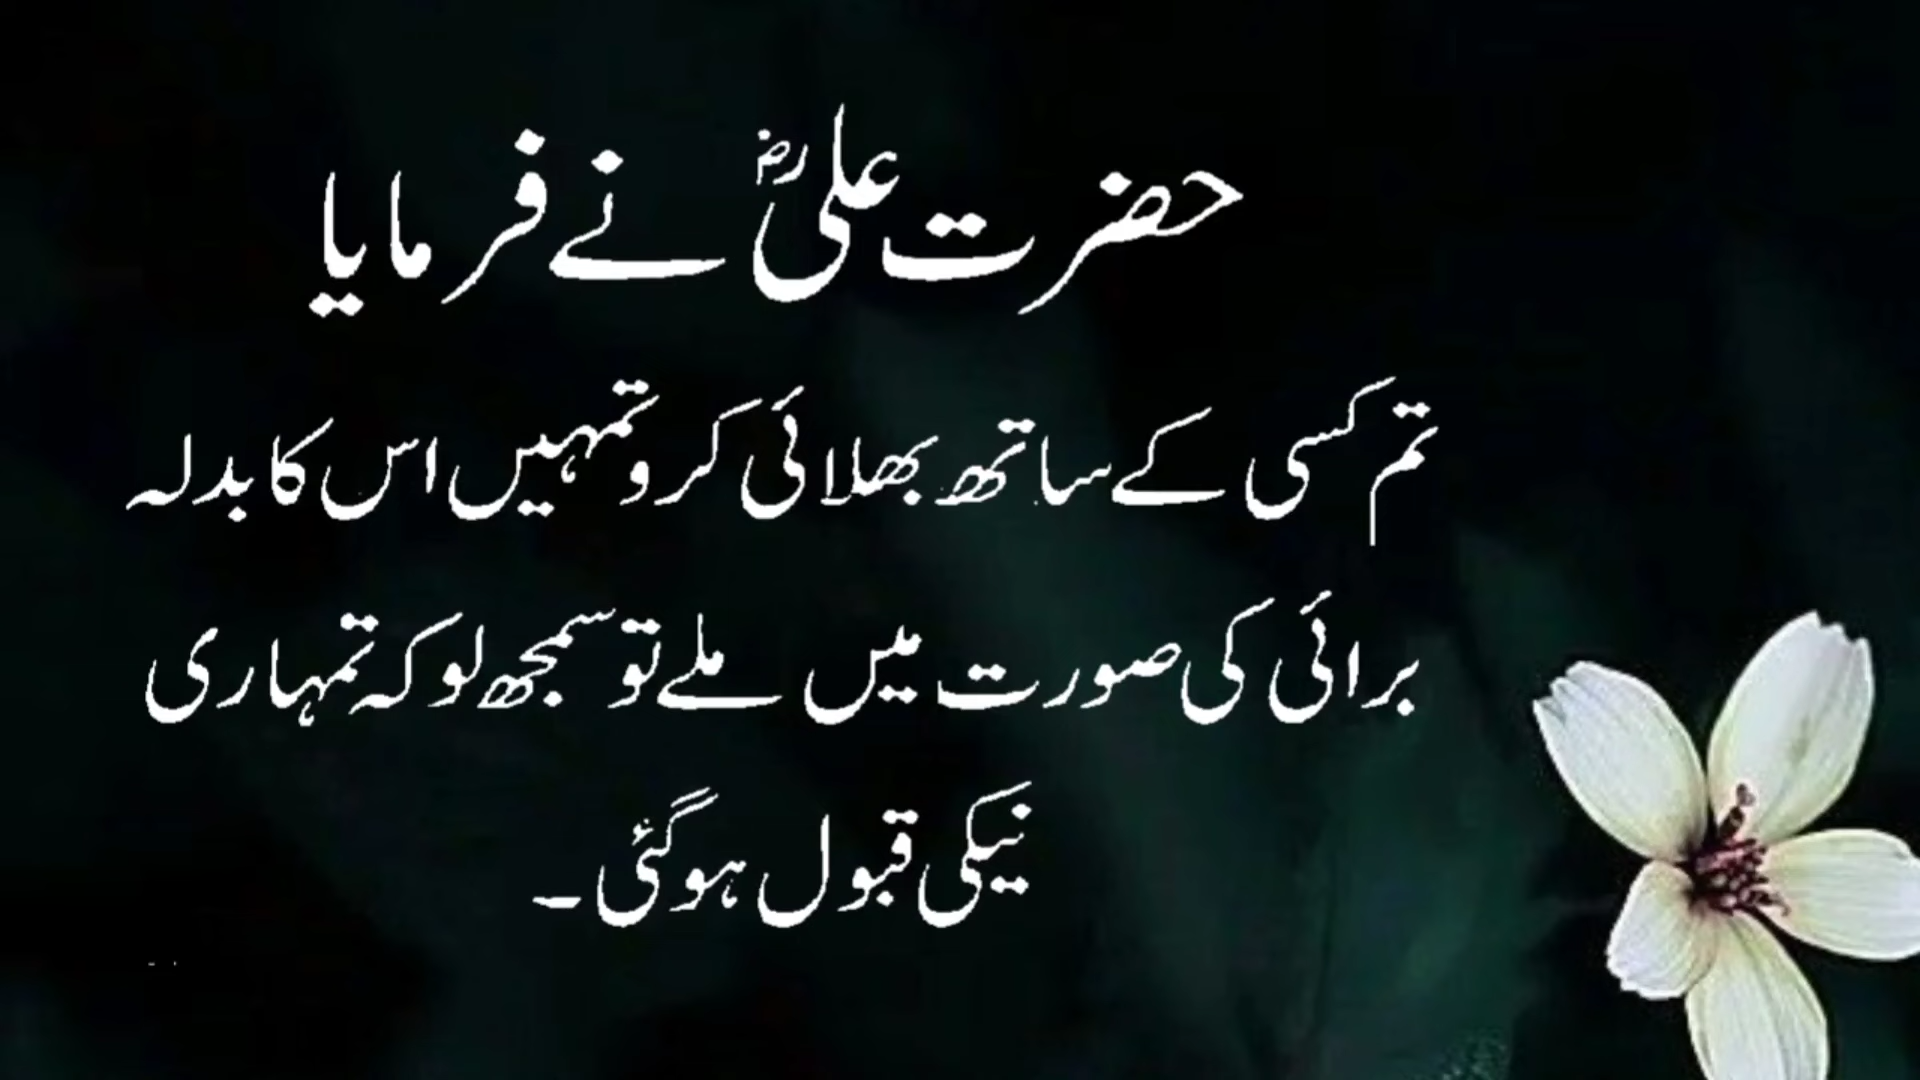 حضرت علیؓ نے فرمایا
تم کسی کے ساتھ بھلائی کرو تمہیں اس کا بدلہ
برائی کی صورت میں ملے تو سمجھ لو کہ تمہاری
نیکی قبول ہوگئی۔